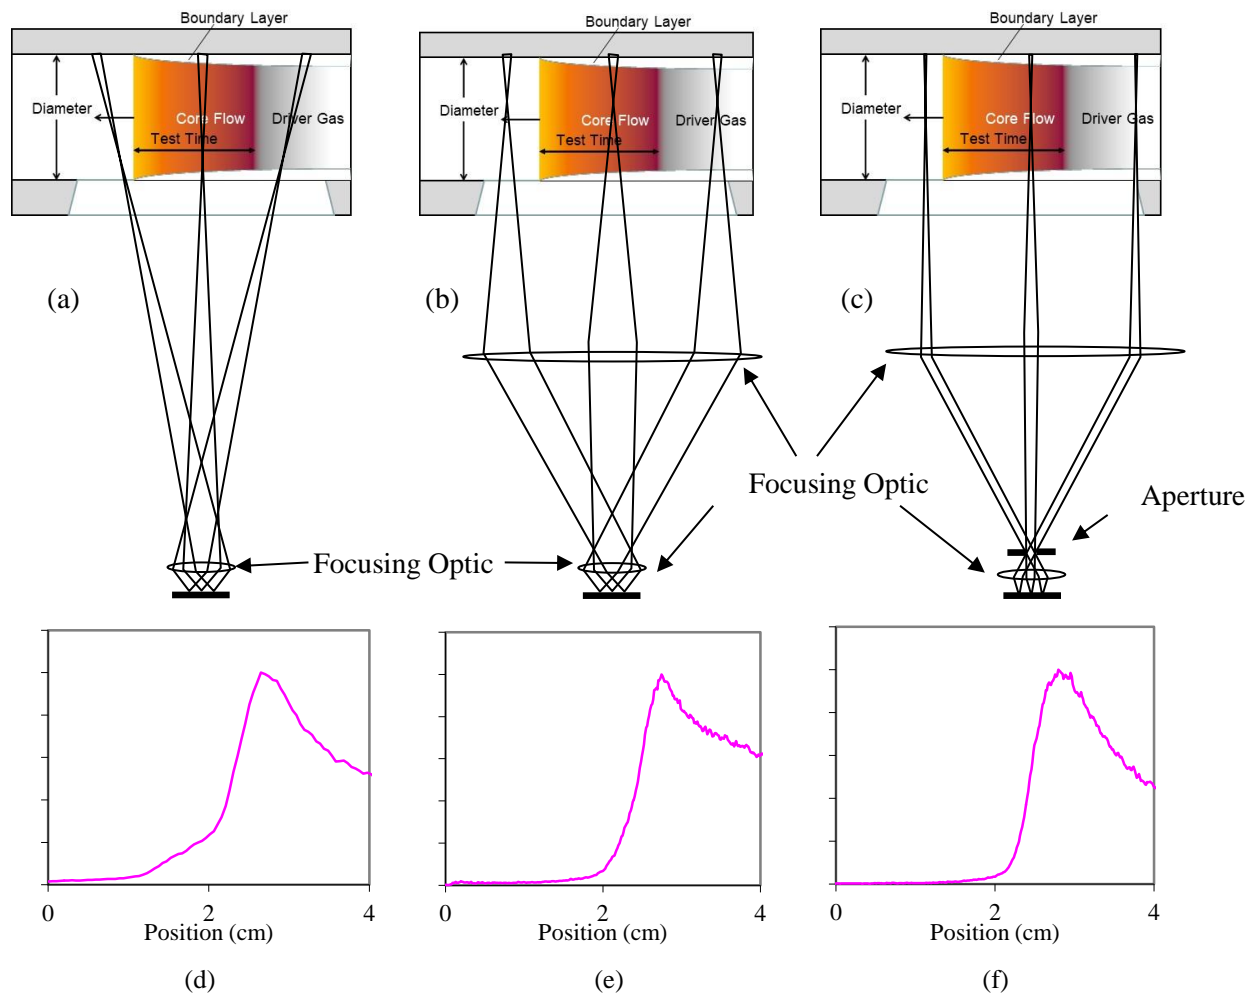 Boundary Layer
Diameter
Core Flow
Driver Gas
Test Time
(a)
Boundary Layer
Diameter
Core Flow
Driver Gas
Test Time
(b)
Boundary Layer
Diameter
Core Flow
Driver Gas
Test Time
(c)
Focusing Optic
Aperture
Focusing Optic
0
2
4
Position (cm)
(d)
0
2
4
Position (cm)
(e)
0
2
4
Position (cm)
(f)